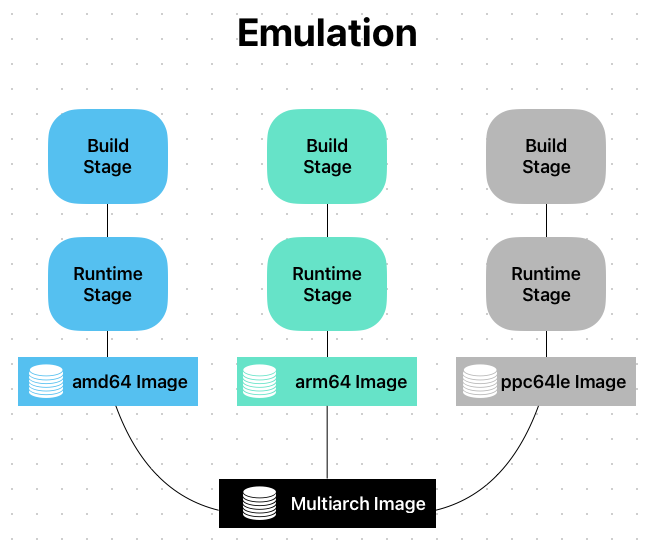 Emulation
Build
Stage
Build
Stage
Build
Stage
Runtime
Stage
Runtime
Stage
Runtime
Stage
amd64 Image
arm64 Image
ppc64le Image
Multiarch Image